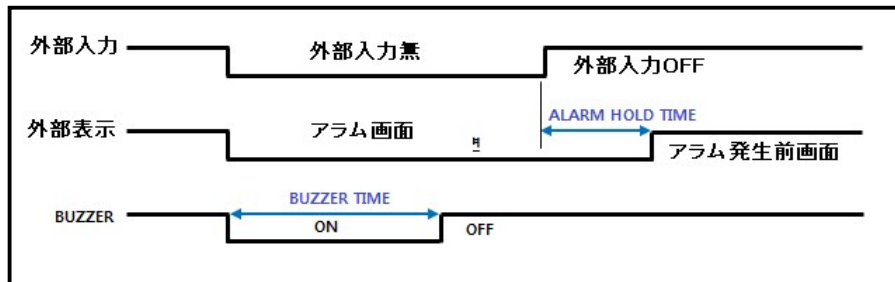 外部入力
外部入力無
外部入力OFF
ALARM HOLD TIME
外部表示
アラム画面
アラム発生前画面
BUZZER TIME
BUZZER
ON
OFF